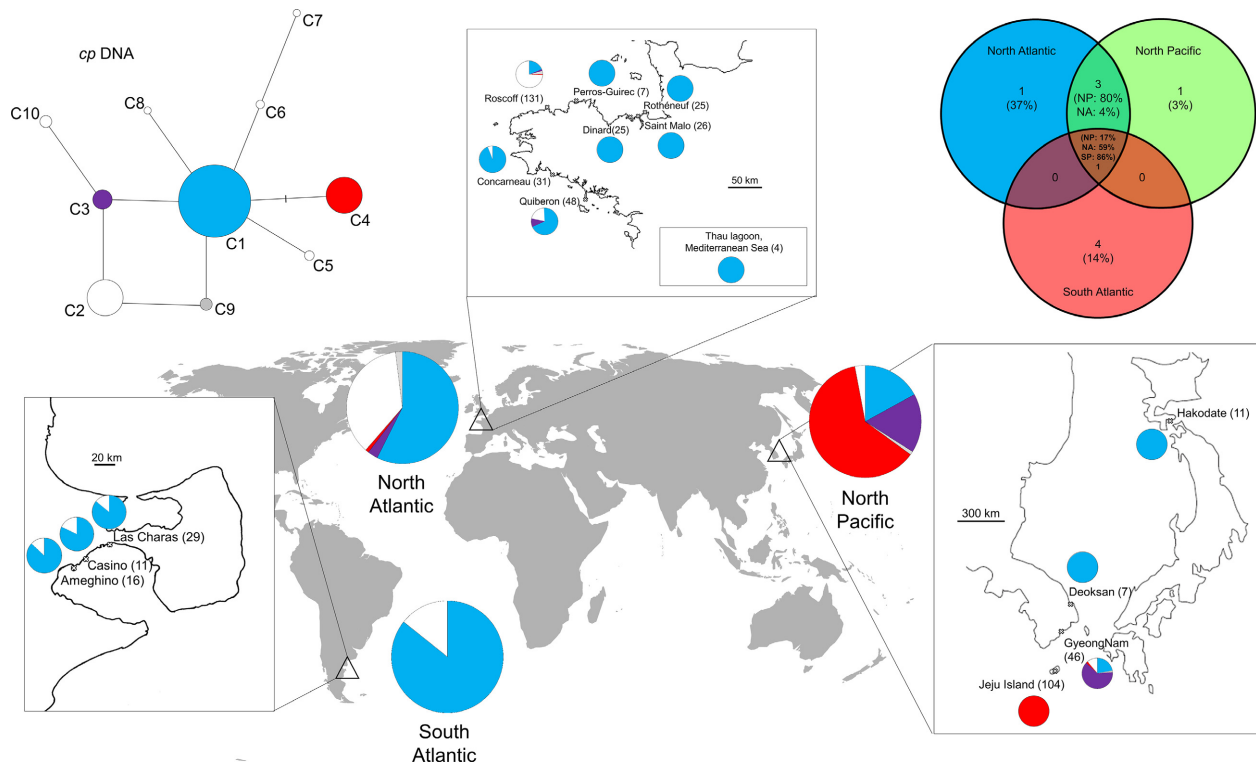 cp DNA
C7
C8
C6
C10
C3
C1
C4
C5
C2
C9
Roscoff (131)
Perros-Guirec (7)
Rothéneuf (25)
Dinard(25)
Saint Malo (26)
Concarneau (31)
50 km
Quiberon (48)
Thau lagoon,
Mediterranean Sea (4)
North Atlantic
North Pacific
1
(37%)
3
(NP: 80%
NA: 4%)
1
(3%)
(NP: 17%
NA: 59%
SP: 86%)
1
0
0
4
(14%)
South Atlantic
20 km
Las Charas (29)
Casino (11)
Ameghino (16)
North
Atlantic
North
Pacific
South
Atlantic
Hakodate (11)
300 km
Deoksan (7)
GyeongNam
(46)
Jeju Island (104)